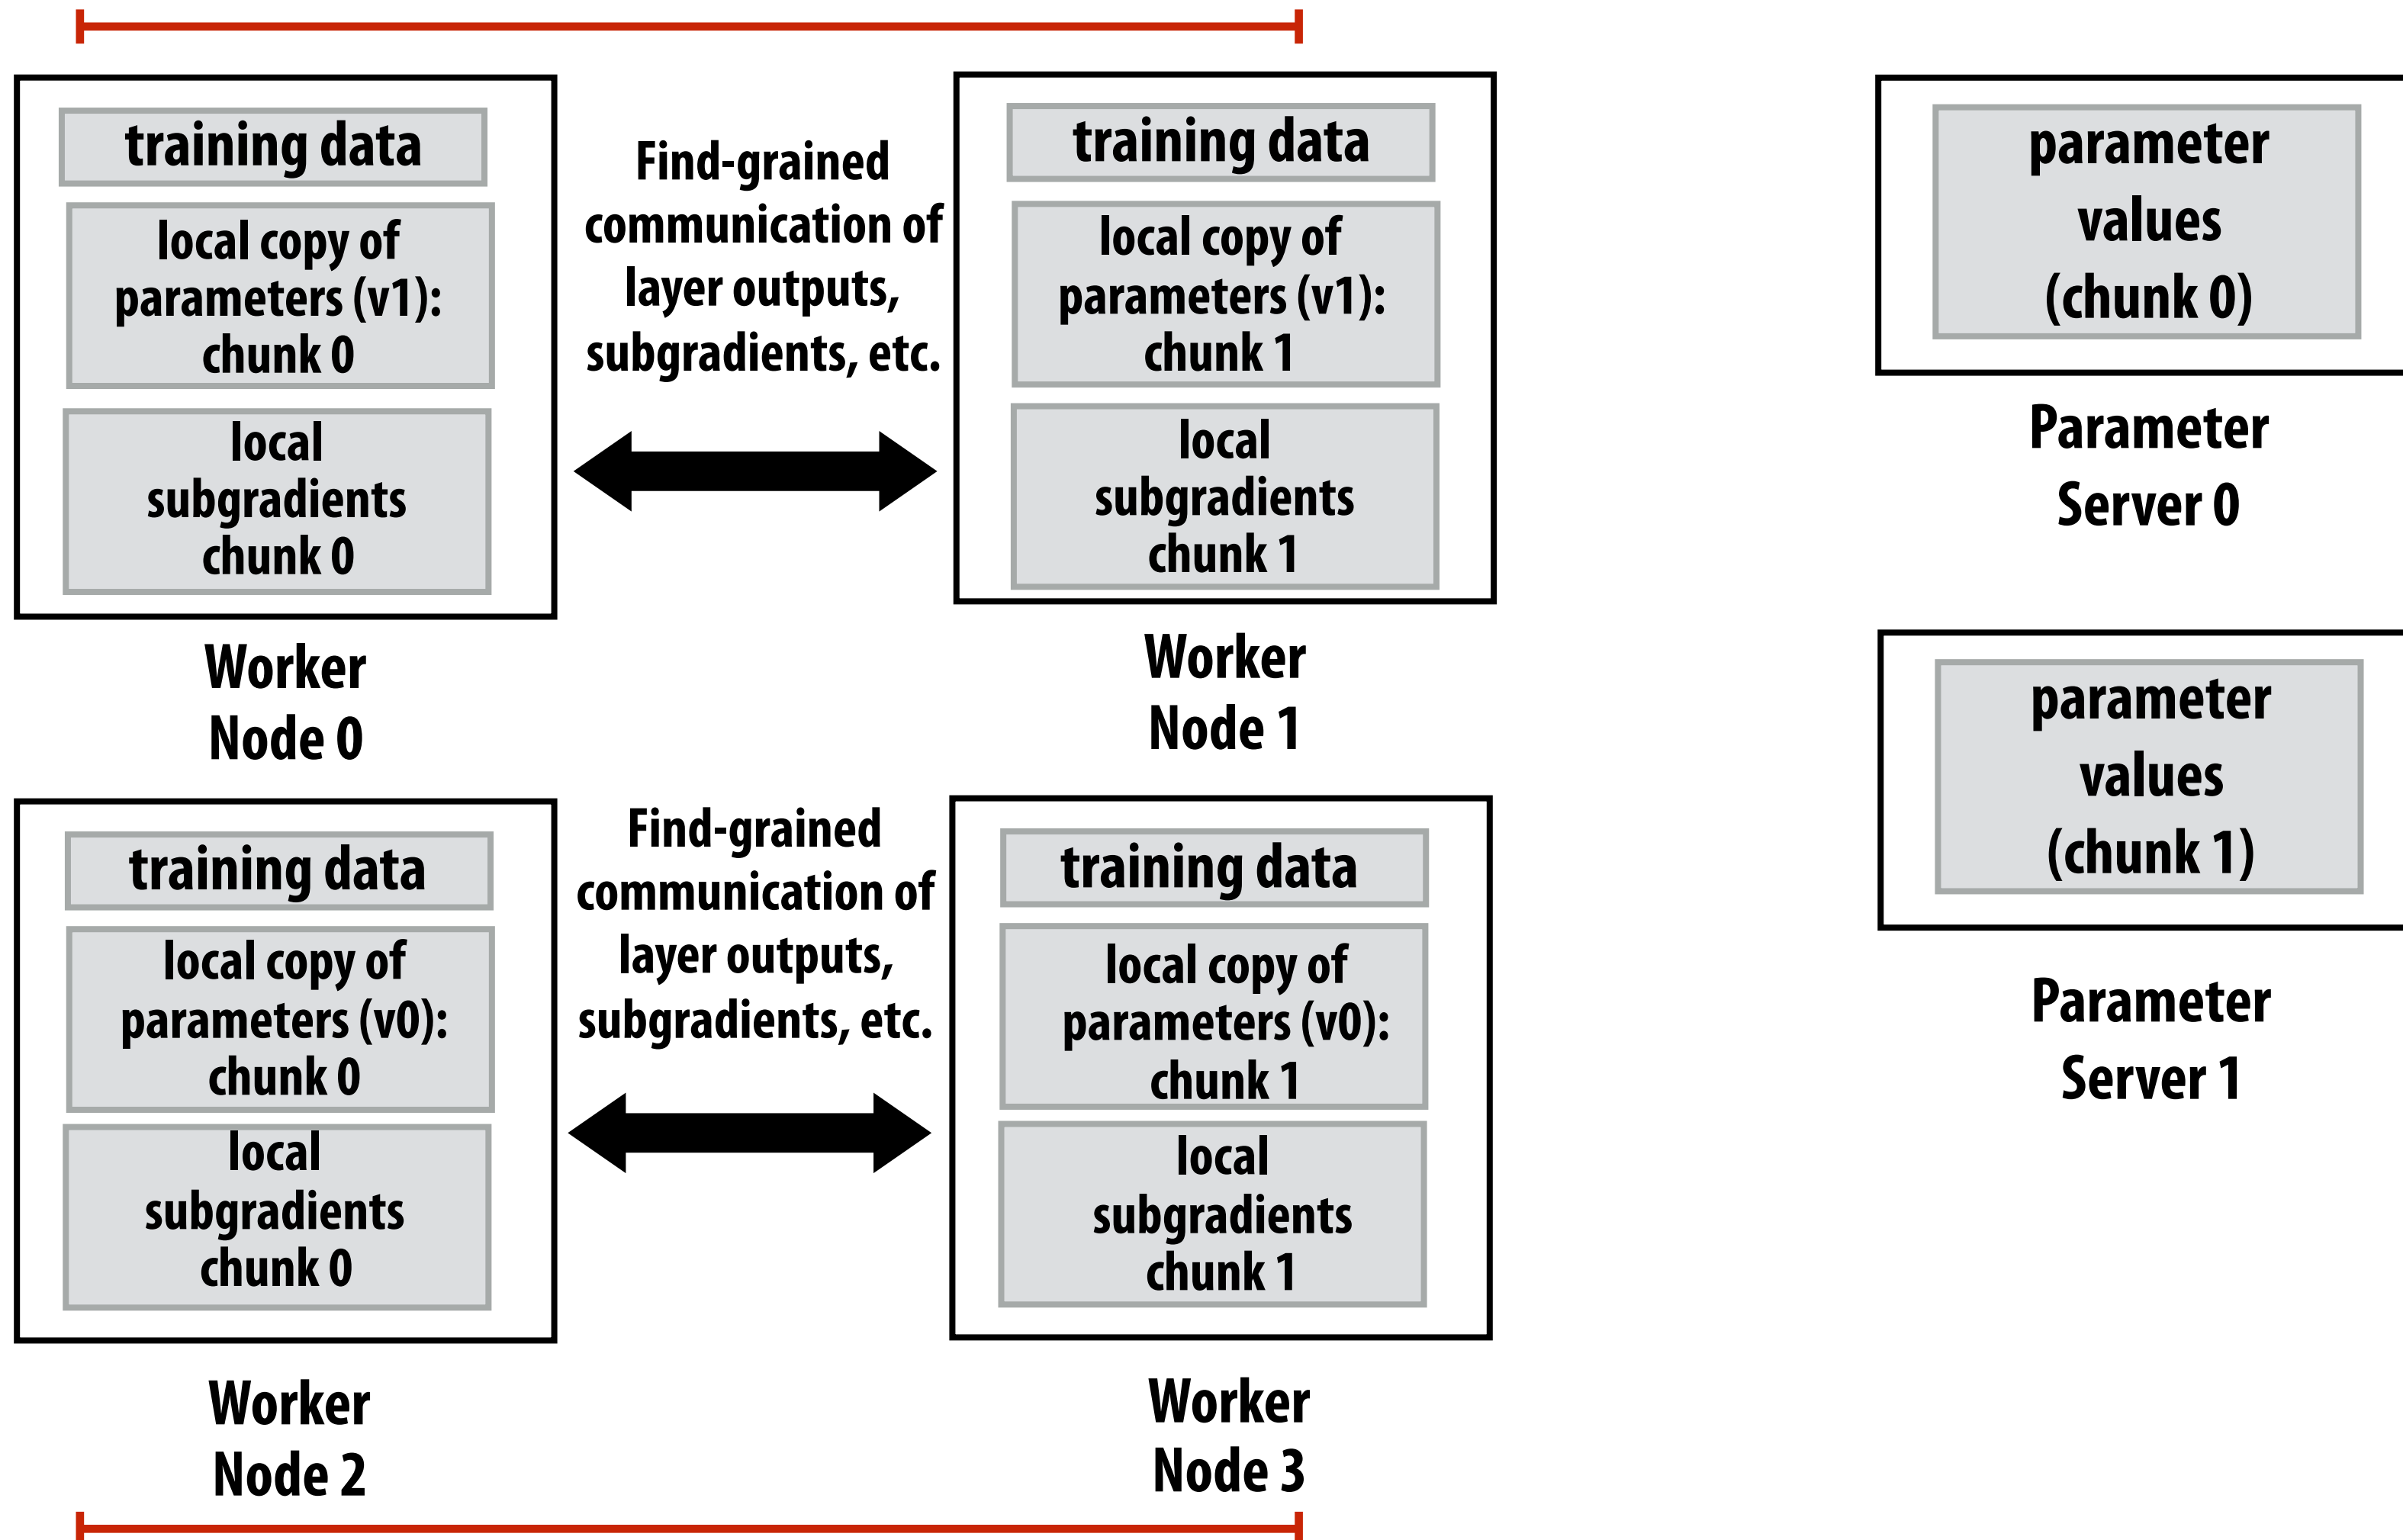 training data
local copy of
parameters (v1):
chunk 0
local
subgradients
chunk 0
Worker
Node 0
Find-grained
communication of
layer outputs,
subgradients, etc.
training data
local copy of
parameters (v1):
chunk 1
local
subgradients
chunk 1
Worker
Node 1
parameter
values
(chunk 0)
Parameter
Server 0
parameter
values
(chunk 1)
Parameter
Server 1
training data
local copy of
parameters (v0):
chunk 0
local
subgradients
chunk 0
Worker
Node 2
Find-grained
communication of
layer outputs,
subgradients, etc.
training data
local copy of
parameters (v0):
chunk 1
local
subgradients
chunk 1
Worker
Node 3